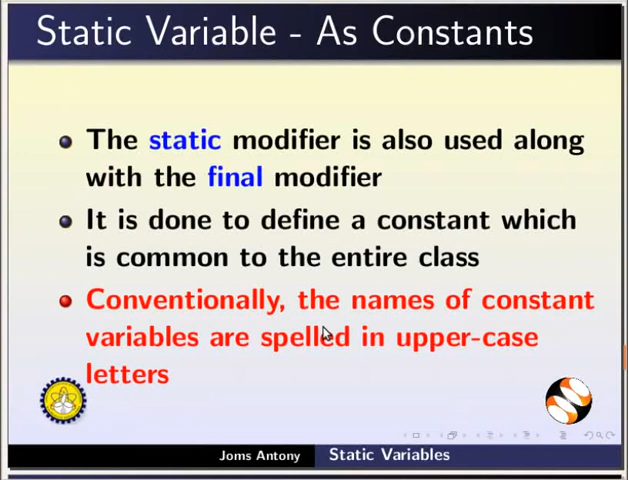 Static Variable - As Constants
The static modifier is also used along
with the final modifier
It is done to define a constant which
is common to the entire class
Conventionally, the names of constant
variables are spelled in upper-case
letters
Joms Antony Static Variables